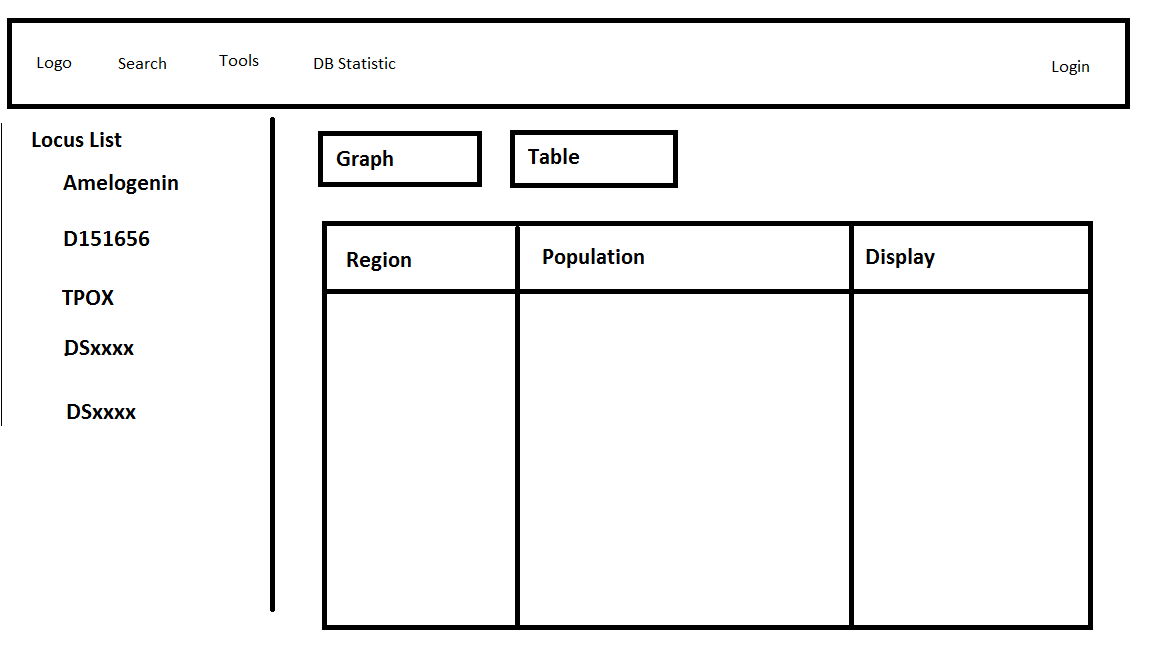 Logo Search Tools DB Statistic Login
Locus List
Amelogenin
D151656
TPOX
DSxxxx
DSxxxx
Graph Table
Region Population Display